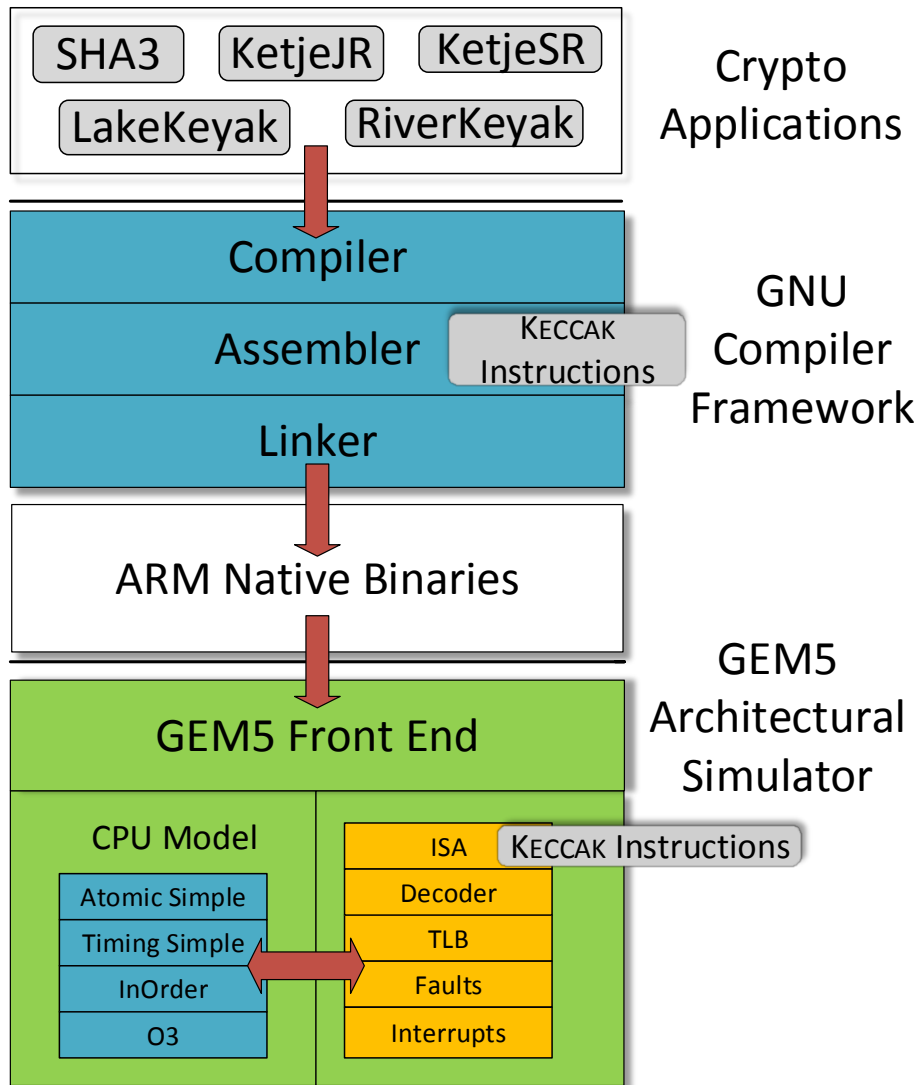 SHA3
KetjeJR
KetjeSR
LakeKeyak
RiverKeyak
Crypto
Applications
Compiler
Assembler
KECCAK
Instructions
Linker
GNU
Compiler
Framework
ARM Native Binaries
GEM5
Architectural
Simulator
GEM5 Front End
CPU Model
Atomic Simple
Timing Simple
InOrder
O3
ISA
KECCAK Instructions
Decoder
TLB
Faults
Interrupts